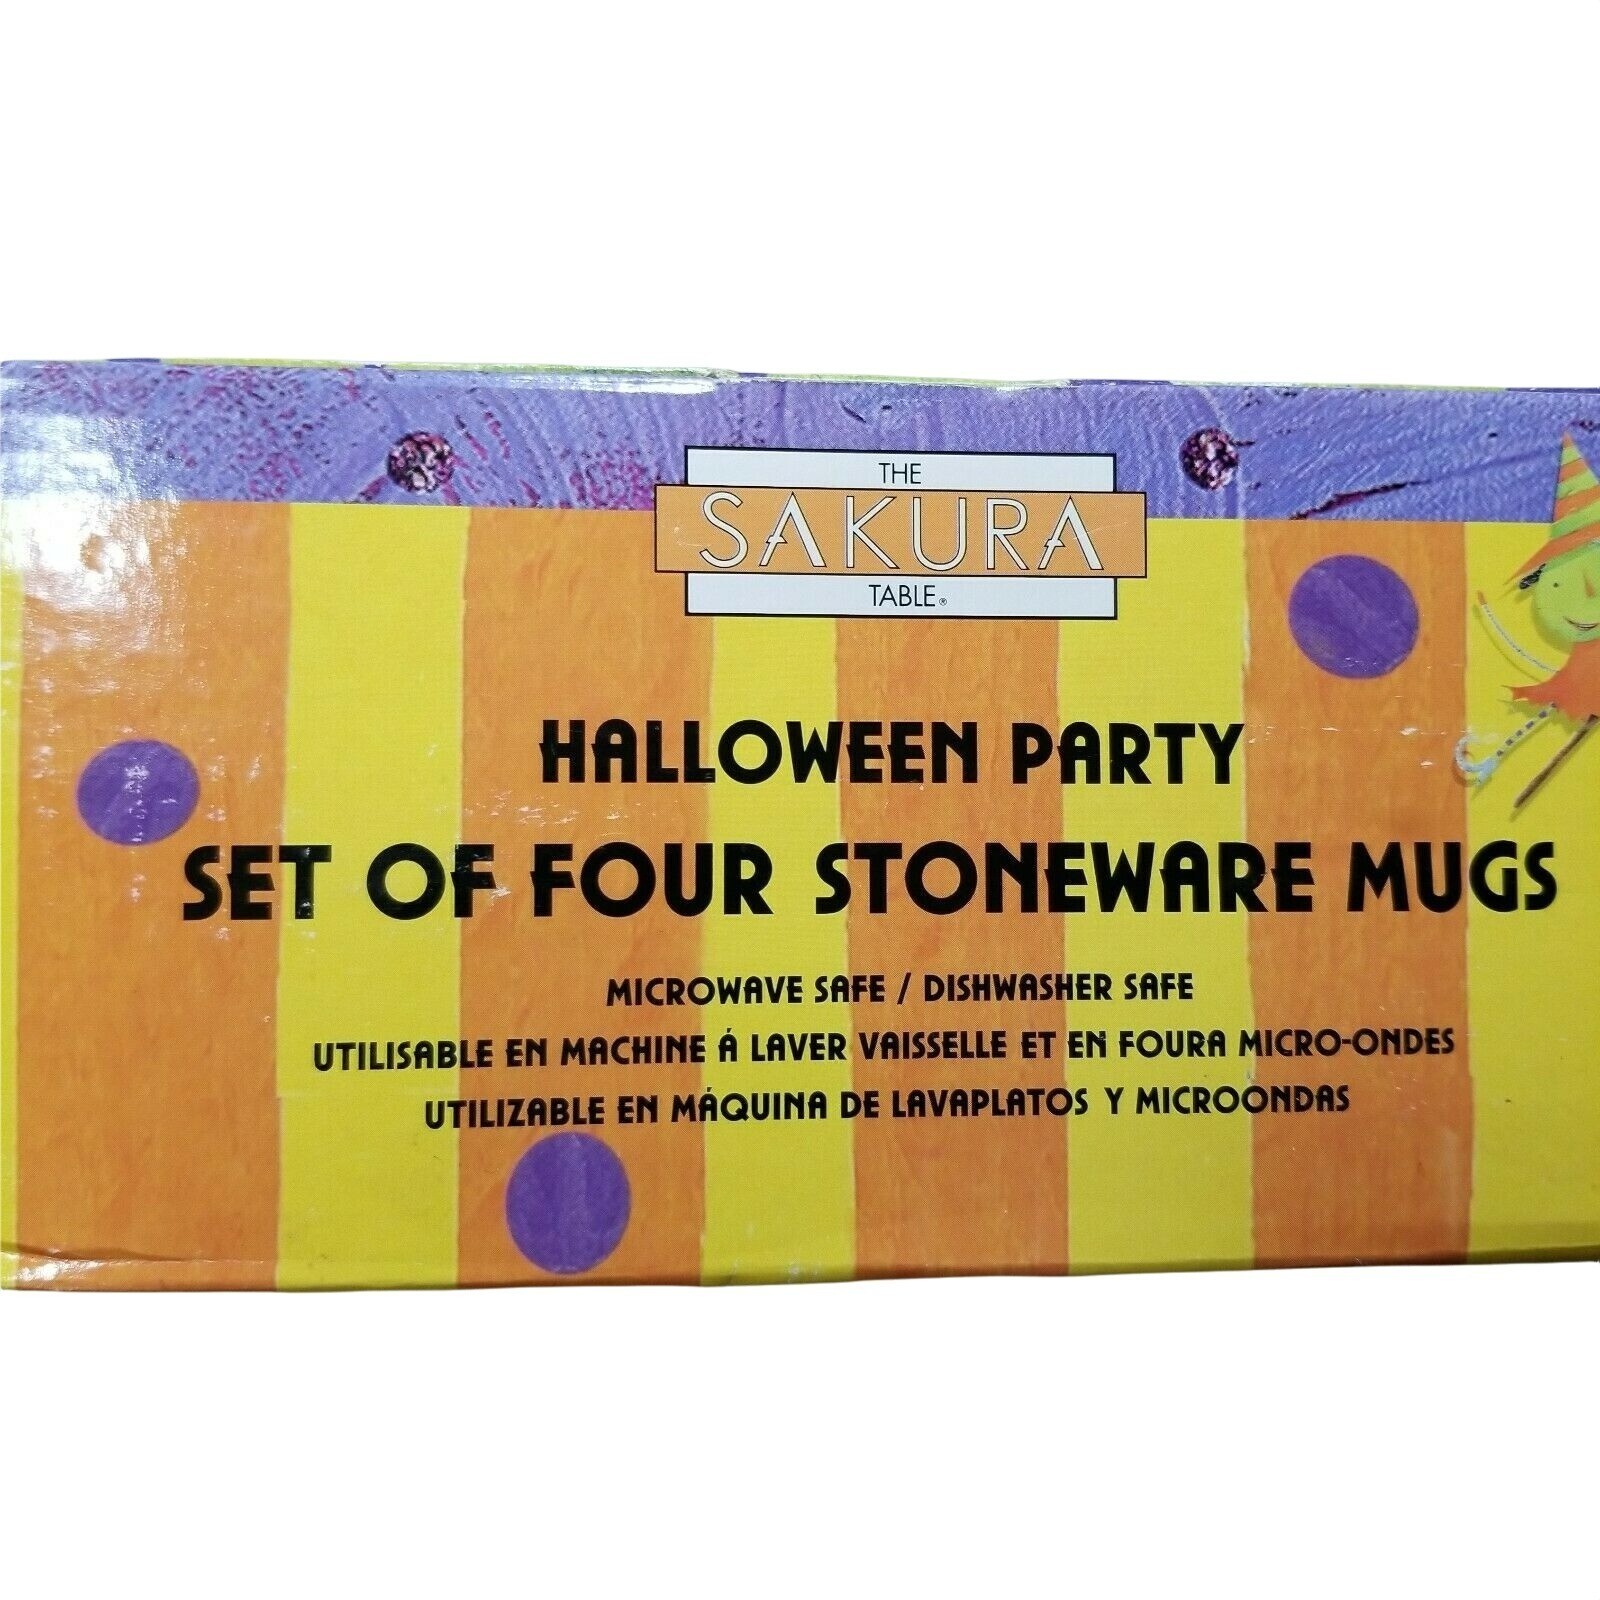 THE
SAKURA
TABLE®
HALLOWEEN PARTY
SET OF FOUR STONEWARE MUGS
MICROWAVE SAFE / DISHWASHER SAFE
UTILISABLE EN MACHINE Á LAVER VAISSELLE ET EN FOURA MICRO-ONDES
UTILIZABLE EN MÁQUINA DE LAVAPLATOS Y MICROONDAS